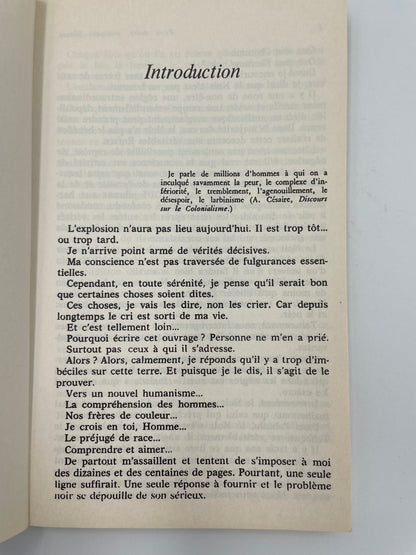 Introduction
Je parle de millions d'hommes à qui on a
inculqué savamment la peur, le complexe d'in-
fériorité, le tremblement, l'agenouillement, le
désespoir, le larbinisme (A. Césaire, Discours
sur le Colonialisme.)
L'explosion n'aura pas lieu aujourd'hui. Il est trop tôt...
ou trop tard.
Je n'arrive point armé de vérités décisives.
Ma conscience n'est pas traversée de fulgurances essen-
tielles.
Cependant, en toute sérénité, je pense qu'il serait bon
que certaines choses soient dites.
Ces choses, je vais les dire, non les crier. Car depuis
longtemps le cri est sorti de ma vie.
Et c'est tellement loin...
Pourquoi écrire cet ouvrage ? Personne ne m'en a prié.
Surtout pas ceux à qui il s'adresse.
Alors ? Alors, calmement, je réponds qu'il y a trop d'im-
béciles sur cette terre. Et puisque je le dis, il s'agit de le
prouver.
Vers un nouvel humanisme...
La compréhension des hommes...
Nos frères de couleur...
Je crois en toi, Homme...
Le préjugé de race...
Comprendre et aimer...
De partout m'assaillent et tentent de s'imposer à moi
des dizaines et des centaines de pages. Pourtant, une seule
ligne suffirait. Une seule réponse à fournir et le problème
noir se dépouille de son sérieux.